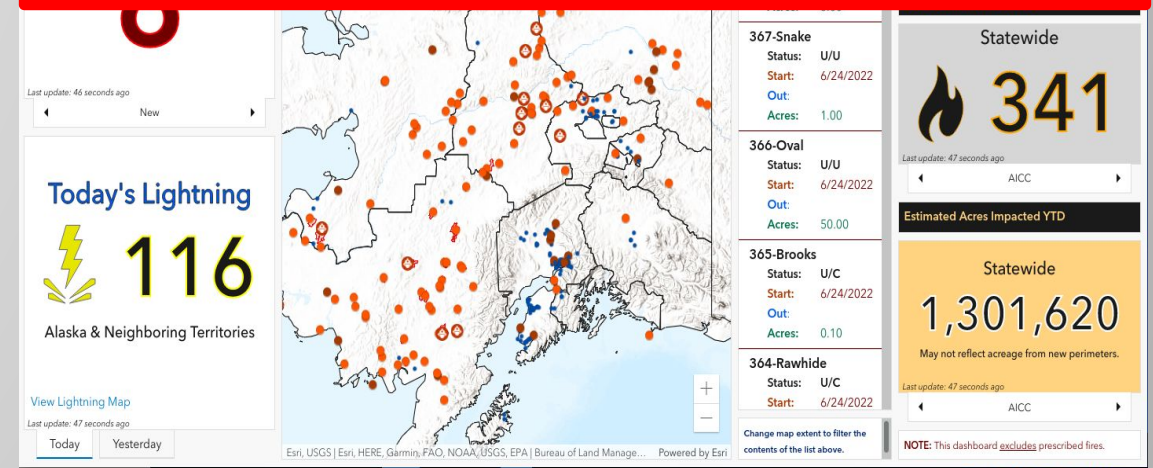 Last update: 46 seconds ago
New
Today's Lightning
116
Alaska & Neighboring Territories
View Lightning Map
Last update: 47 seconds ago
Today
Yesterday
+
−
Esri, USGS | Esri, HERE, Garmin, FAO, NOAA, USGS, EPA | Bureau of Land Manage...
Powered by Esri
367-Snake
Status: U/U
Start: 6/24/2022
Out:
Acres: 1.00
366-Oval
Status: U/U
Start: 6/24/2022
Out:
Acres: 50.00
365-Brooks
Status: U/C
Start: 6/24/2022
Out:
Acres: 0.10
364-Rawhide
Status: U/C
Start: 6/24/2022
Change map extent to filter the
contents of the list above.
Statewide
341
Last update: 47 seconds ago
AICC
Estimated Acres Impacted YTD
Statewide
1,301,620
May not reflect acreage from new perimeters.
Last update: 47 seconds ago
AICC
NOTE: This dashboard excludes prescribed fires.